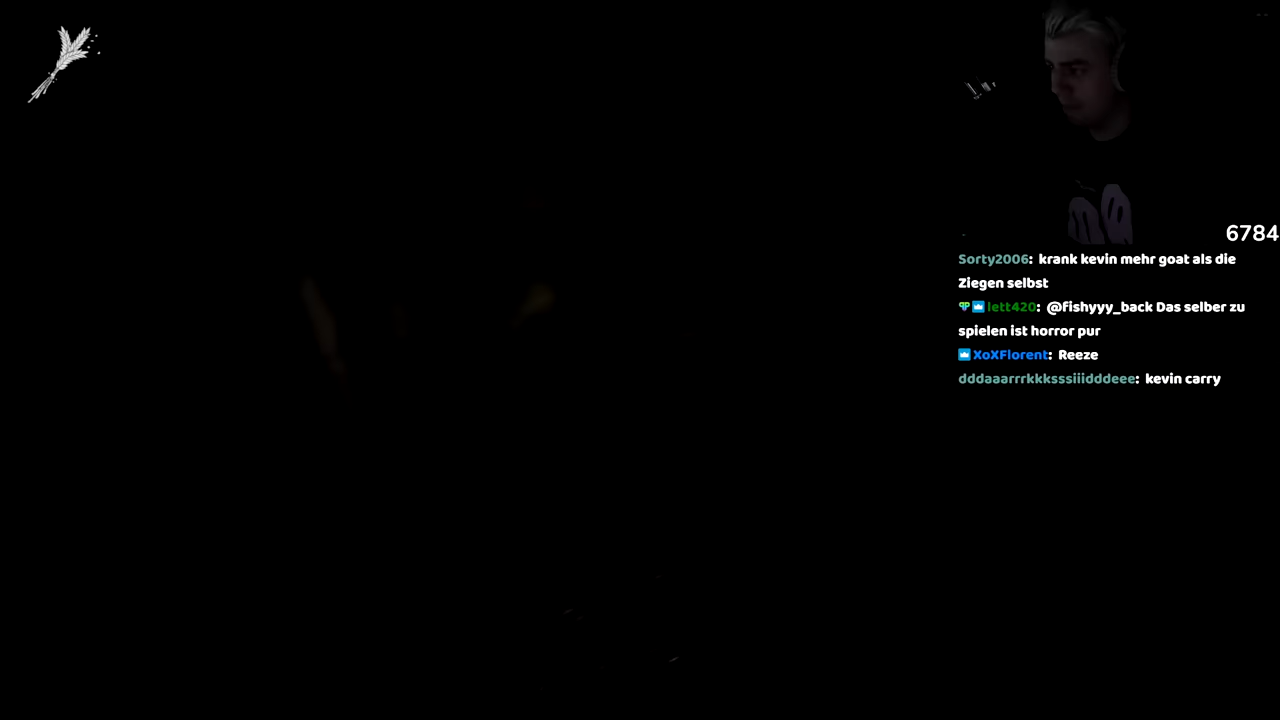 6784
Sorty2006: krank kevin mehr goat als die
Ziegen selbst
lett420: @fishyyy_back Das selber zu
spielen ist horror pur
XoXFlorent: Reeze
dddaaarrrkkksssiiidddeee: kevin carry